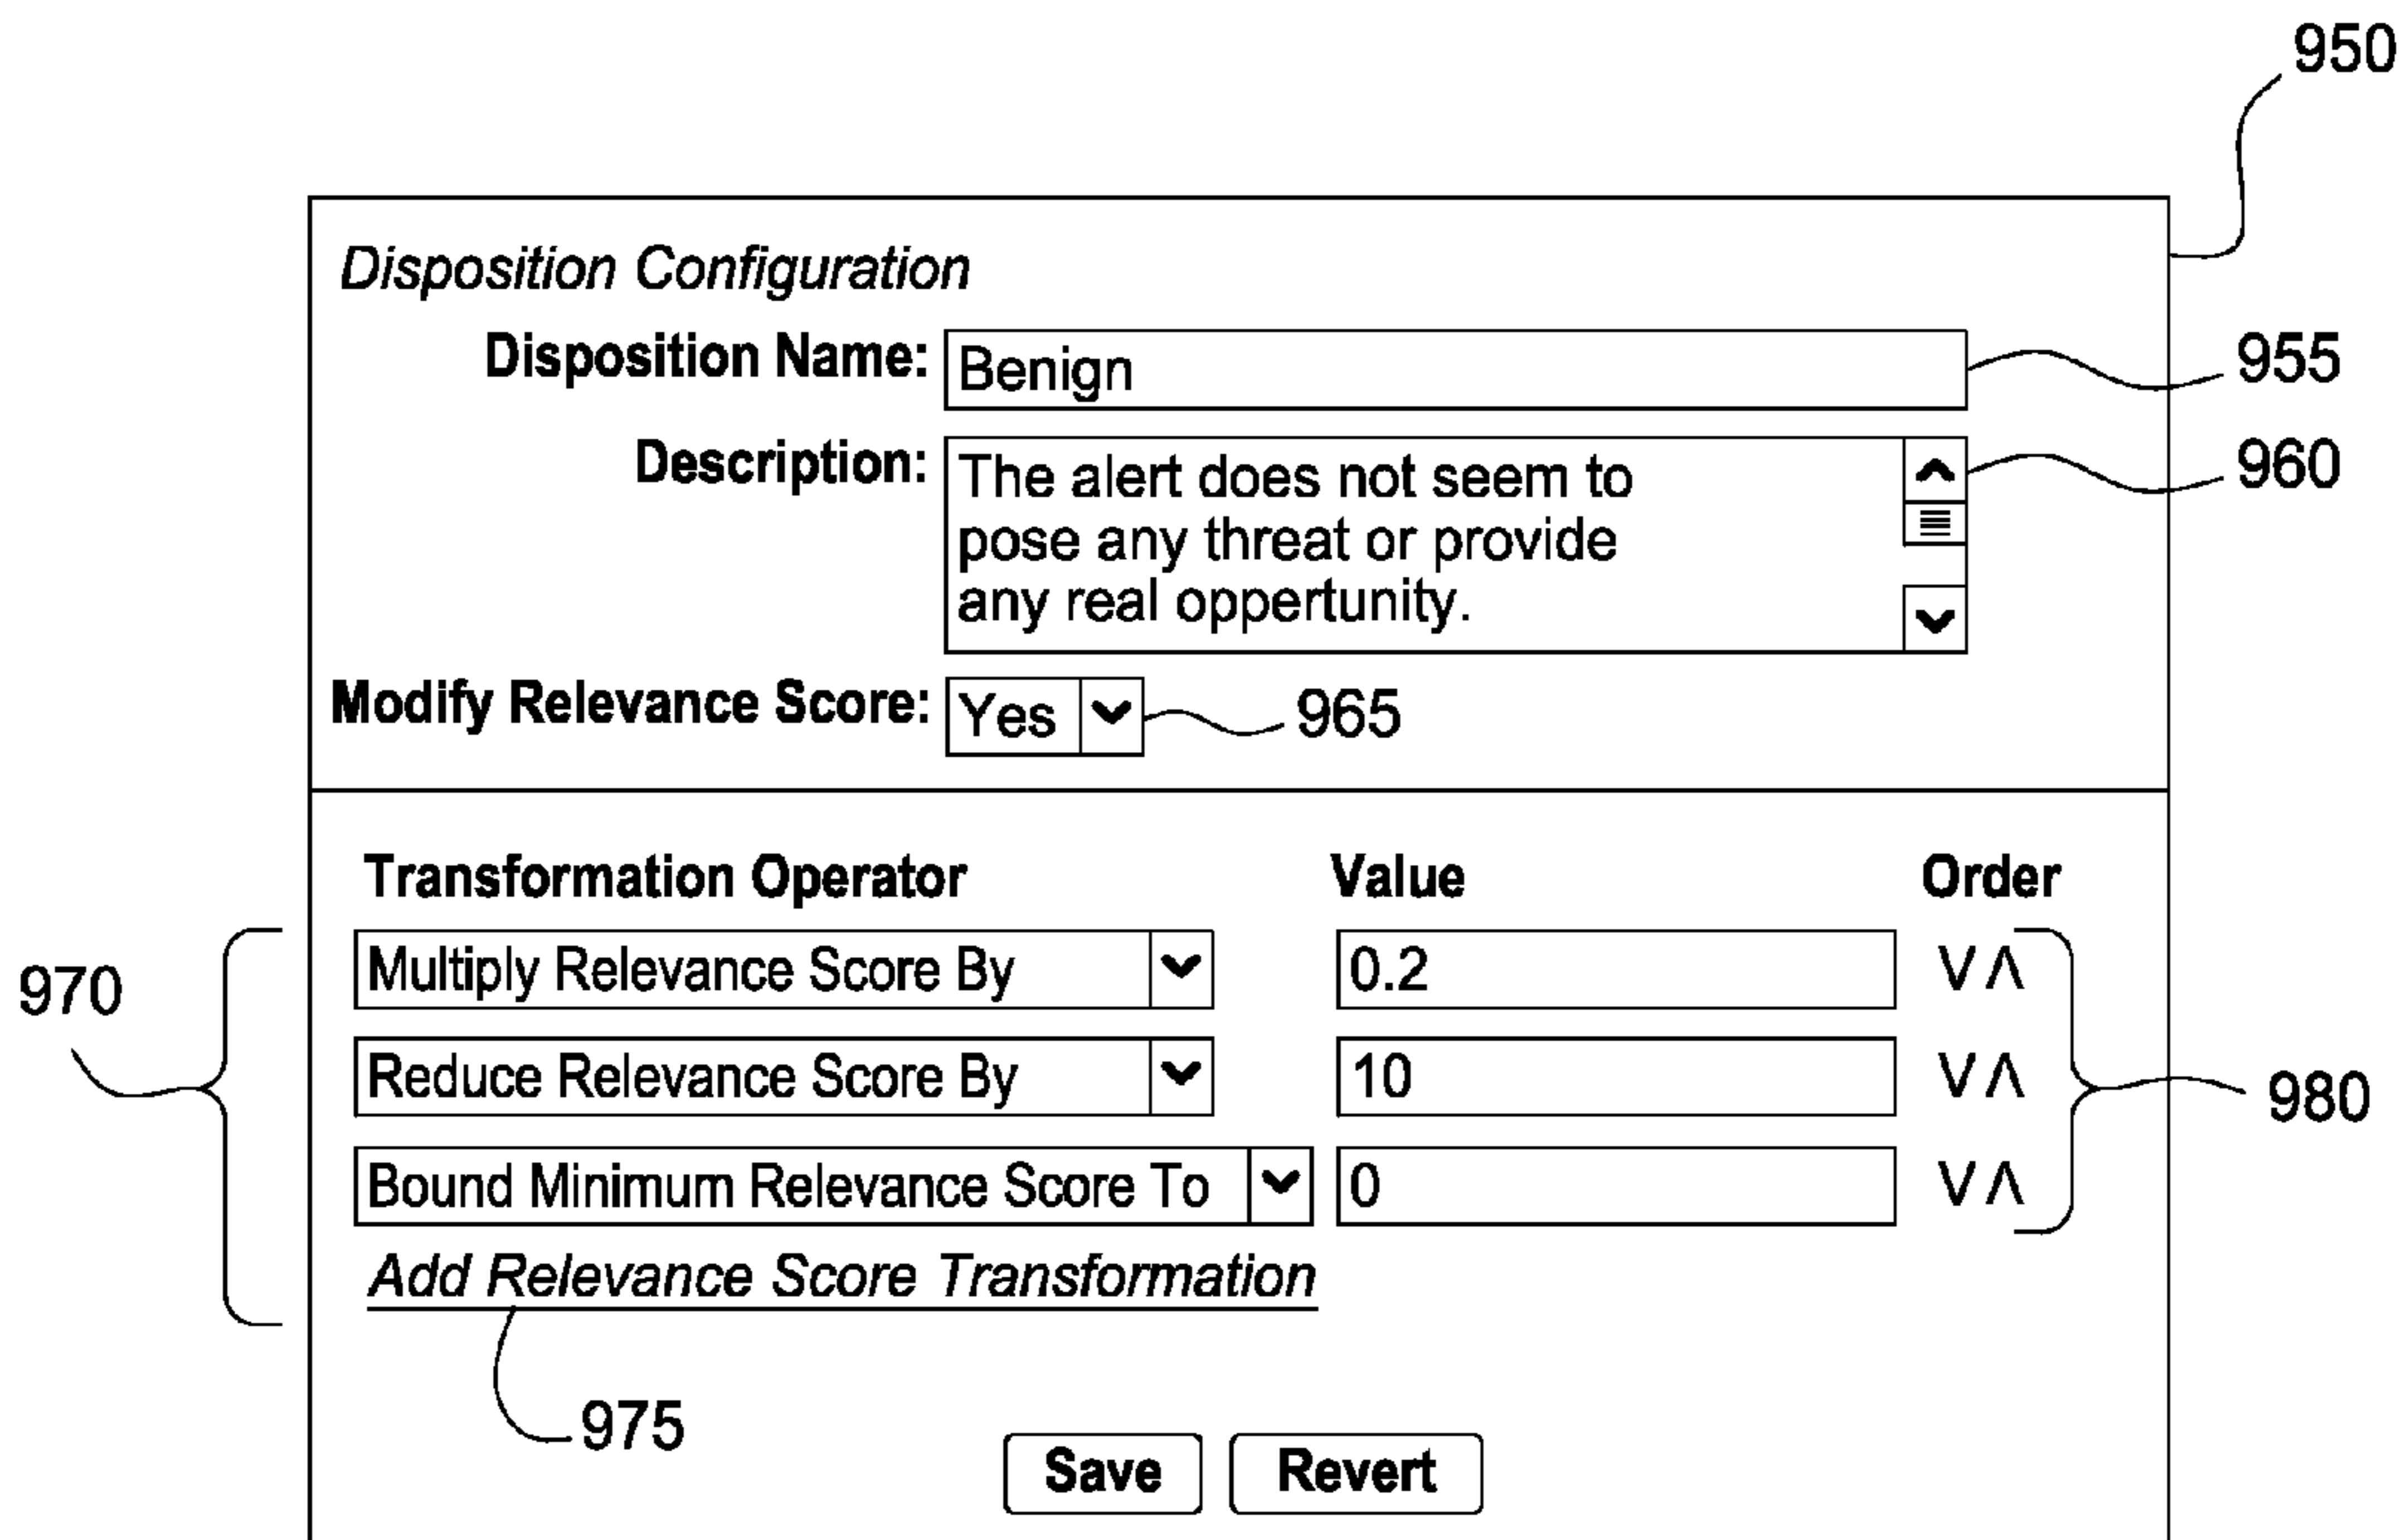 950
Disposition Configuration
Disposition Name: Benign 955
Description: The alert does not seem to 960
pose any threat or provide
any real oppertunity.
Modify Relevance Score: Yes 965
Transformation Operator Value Order
970
Multiply Relevance Score By 0.2 V Λ
Reduce Relevance Score By 10 V Λ 980
Bound Minimum Relevance Score To 0 V Λ
Add Relevance Score Transformation
975
Save Revert